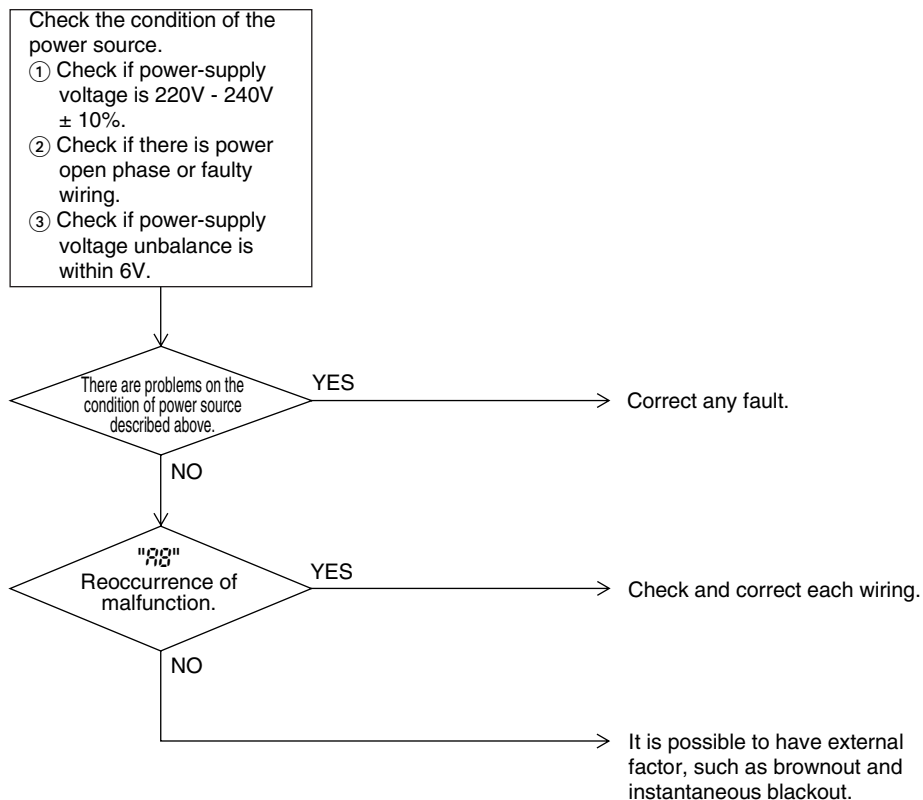 Check the condition of the
power source.
① Check if power-supply
voltage is 220V - 240V
± 10%.
② Check if there is power
open phase or faulty
wiring.
③ Check if power-supply
voltage unbalance is
within 6V.
There are problems on the
condition of power source
described above.
YES
Correct any fault.
NO
"A8"
Reoccurrence of
malfunction.
YES
Check and correct each wiring.
NO
It is possible to have external
factor, such as brownout and
instantaneous blackout.